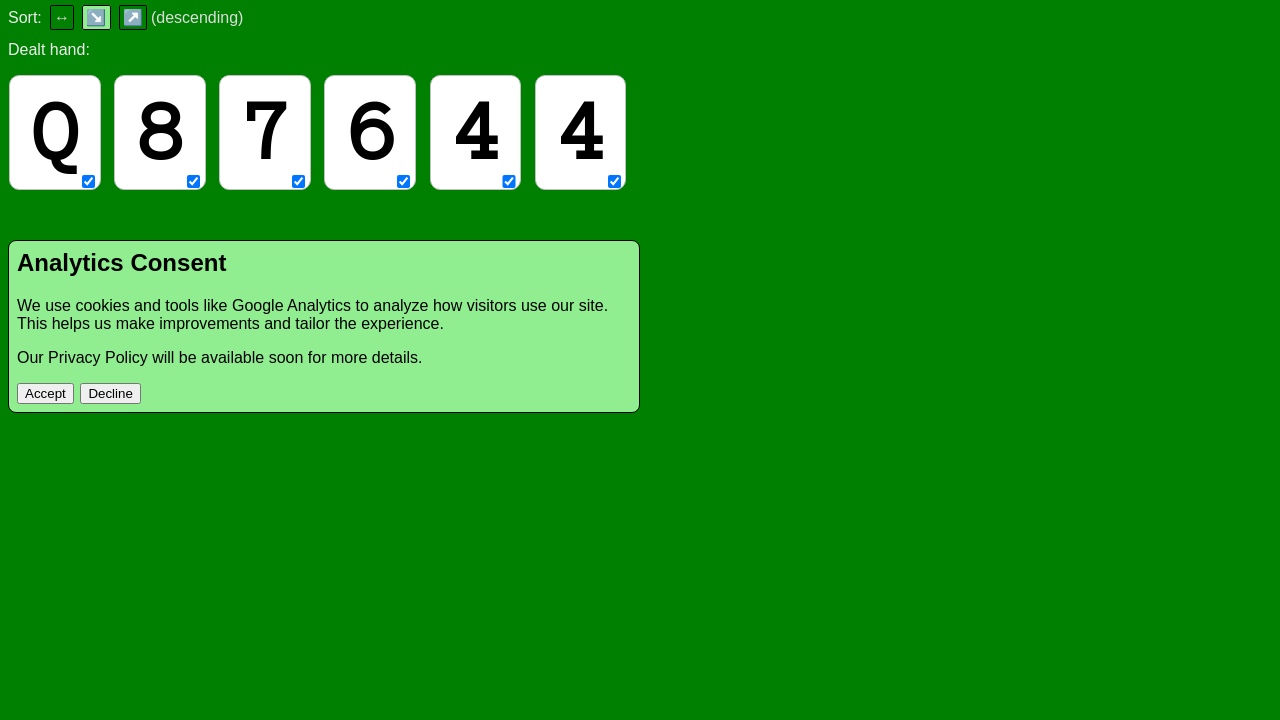 Sort: ↔ ↘ ↗ (descending)
Dealt hand:
Q 8 7 6 4 4
Analytics Consent
We use cookies and tools like Google Analytics to analyze how visitors use our site.
This helps us make improvements and tailor the experience.
Our Privacy Policy will be available soon for more details.
Accept Decline